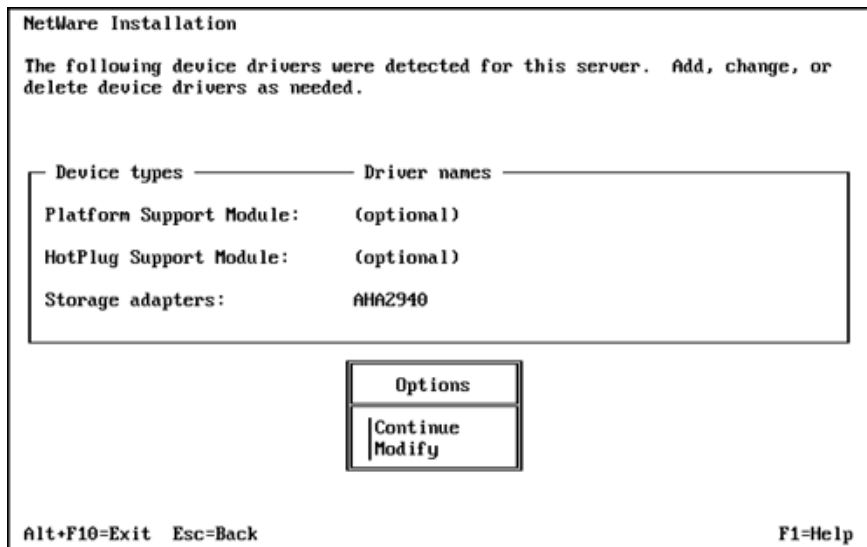 NetWare Installation
The following device drivers were detected for this server.  Add, change, or
delete device drivers as needed.
Device types Driver names
Platform Support Module: (optional)
HotPlug Support Module: (optional)
Storage adapters: AHA2940
Options
Continue
Modify
Alt+F10=Exit Esc=Back F1=Help